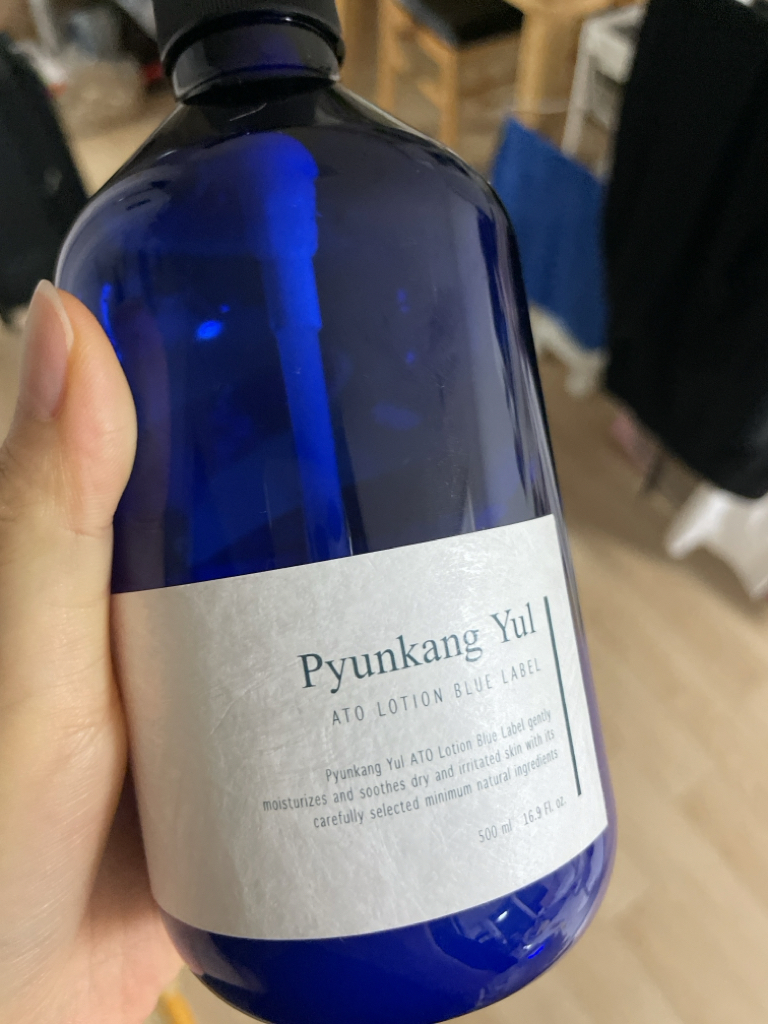 Pyunkang Yul
ATO LOTION BLUE LABEL
Pyunkang Yul ATO Lotion Blue Label gently
moisturizes and soothes dry and irritated skin with its
carefully selected minimum natural ingredients
500 ml 16.9 FL oz.